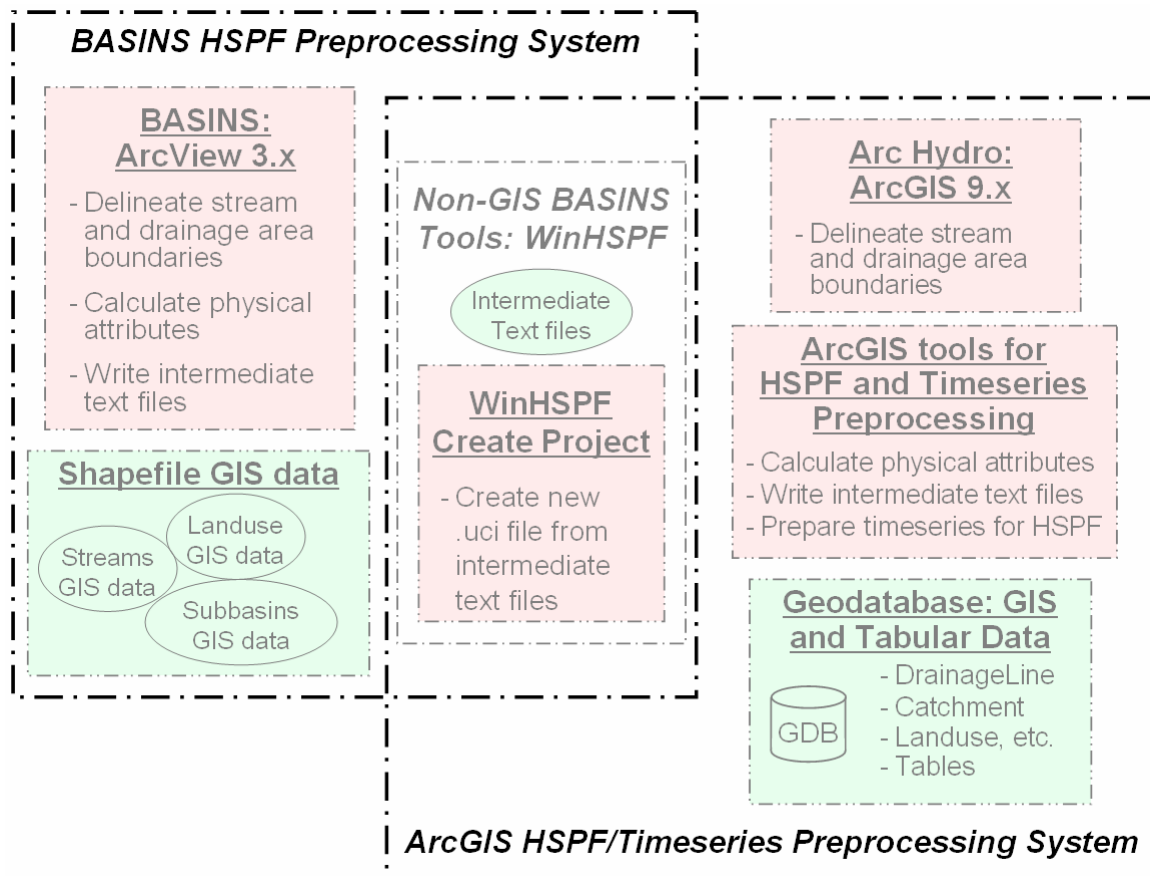 BASINS HSPF Preprocessing System
BASINS:
ArcView 3.x
- Delineate stream
and drainage area
boundaries
- Calculate physical
attributes
- Write intermediate
text files
Shapefile GIS data
Landuse
GIS data
Streams
GIS data
Subbasins
GIS data
Non-GIS BASINS
Tools: WinHSPF
Intermediate
Text files
WinHSPF
Create Project
- Create new
.uci file from
intermediate
text files
Arc Hydro:
ArcGIS 9.x
- Delineate stream
and drainage area
boundaries
ArcGIS tools for
HSPF and Timeseries
Preprocessing
- Calculate physical attributes
- Write intermediate text files
- Prepare timeseries for HSPF
Geodatabase: GIS
and Tabular Data
GDB
- DrainageLine
- Catchment
- Landuse, etc.
- Tables
ArcGIS HSPF/Timeseries Preprocessing System